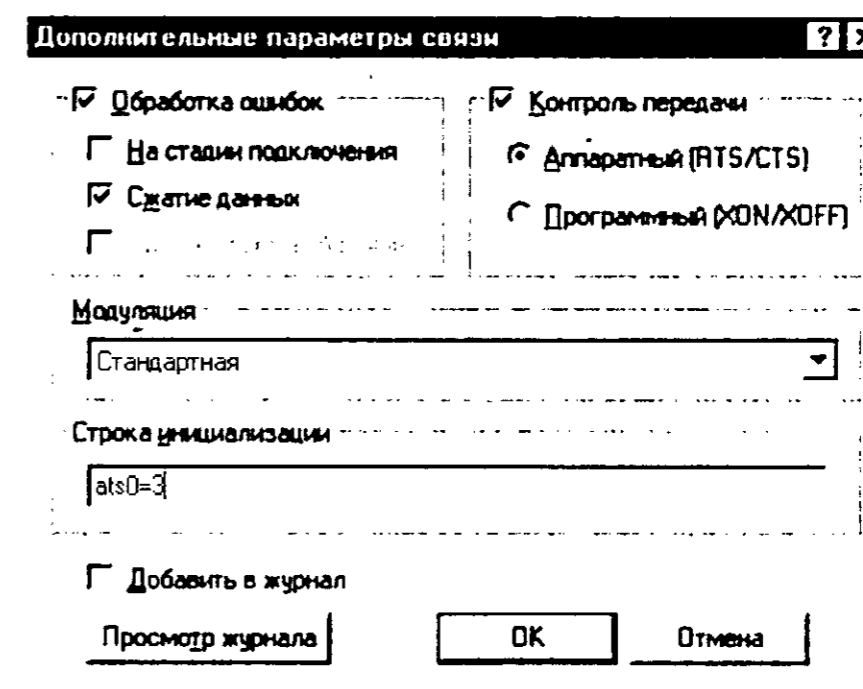 Дополнительные параметры связи
Обработка ошибок
На стадии подключения
Сжатие данных
Контроль передачи
Аппаратный (RTS/CTS)
Программный (XON/XOFF)
Модуляция
Стандартная
Строка инициализации
ats0=3
Добавить в журнал
Просмотр журнала
OK
Отмена